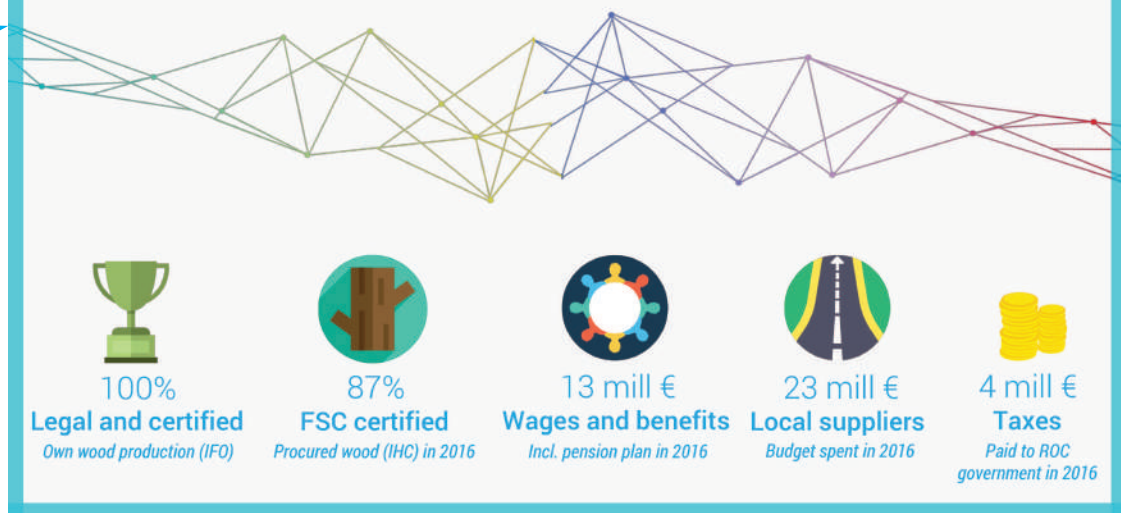 100%
Legal and certified
Own wood production (IFO)
87%
FSC certified
Procured wood (IHC) in 2016
13 mill €
Wages and benefits
Incl. pension plan in 2016
23 mill €
Local suppliers
Budget spent in 2016
4 mill €
Taxes
Paid to ROC
government in 2016